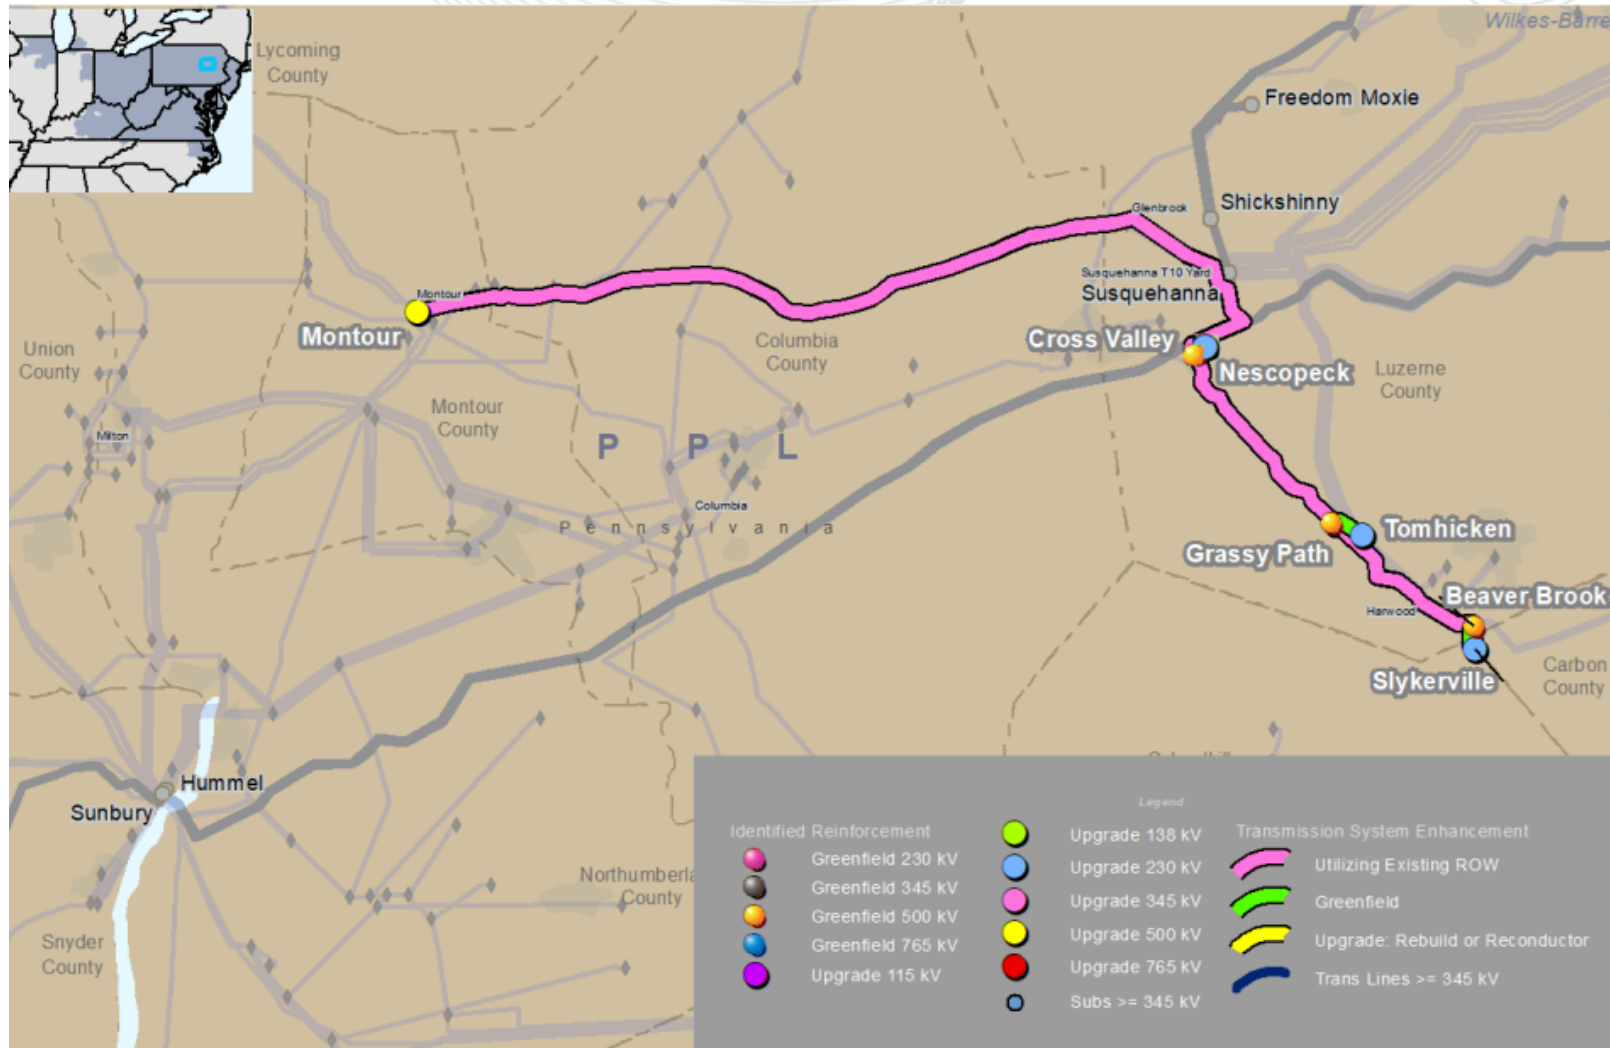 Wilkes-Barre
Lycoming
County
Freedom Moxie
Shickshinny
Glenbrook
Susquehanna T10 Yard
Susquehanna
Montour
Montour
Cross Valley
Nescopeck
Union
County
Columbia
County
Luzerne
County
Montour
County
Milton
P P L
Columbia
Pennsylvania
Tomhicken
Grassy Path
Beaver Brook
Harwood
Slykerville
Carbon
County
Hummel
Sunbury
Northumberla
County
Snyder
County
Legend
Identified Reinforcement
Greenfield 230 kV
Greenfield 345 kV
Greenfield 500 kV
Greenfield 765 kV
Upgrade 115 kV
Upgrade 138 kV
Upgrade 230 kV
Upgrade 345 kV
Upgrade 500 kV
Upgrade 765 kV
Subs >= 345 kV
Transmission System Enhancement
Utilizing Existing ROW
Greenfield
Upgrade: Rebuild or Reconductor
Trans Lines >= 345 kV